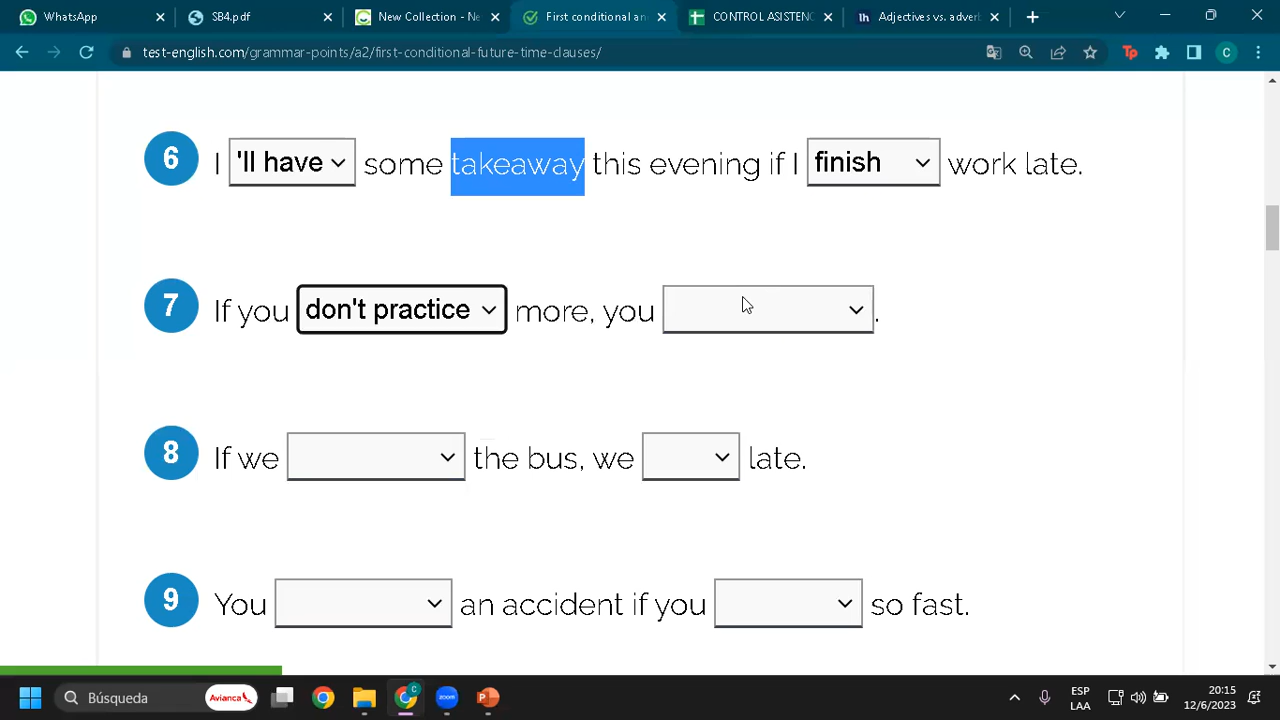 WhatsApp
SB4.pdf
New Collection - Ne
First conditional an
CONTROL ASISTENC
Adjectives vs. adverb
test-english.com/grammar-points/a2/first-conditional-future-time-clauses/
6 I 'll have some takeaway this evening if I finish work late.
7 If you don't practice more, you .
8 If we the bus, we late.
9 You an accident if you so fast.
Búsqueda
Avianca
zoom
ESP
LAA
20:15
12/6/2023